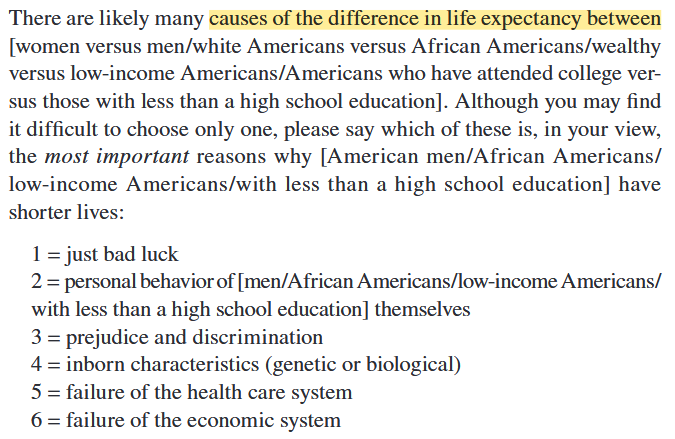 There are likely many causes of the difference in life expectancy between
[women versus men/white Americans versus African Americans/wealthy
versus low-income Americans/Americans who have attended college ver-
sus those with less than a high school education]. Although you may find
it difficult to choose only one, please say which of these is, in your view,
the most important reasons why [American men/African Americans/
low-income Americans/with less than a high school education] have
shorter lives:
1 = just bad luck
2 = personal behavior of [men/African Americans/low-income Americans/
with less than a high school education] themselves
3 = prejudice and discrimination
4 = inborn characteristics (genetic or biological)
5 = failure of the health care system
6 = failure of the economic system